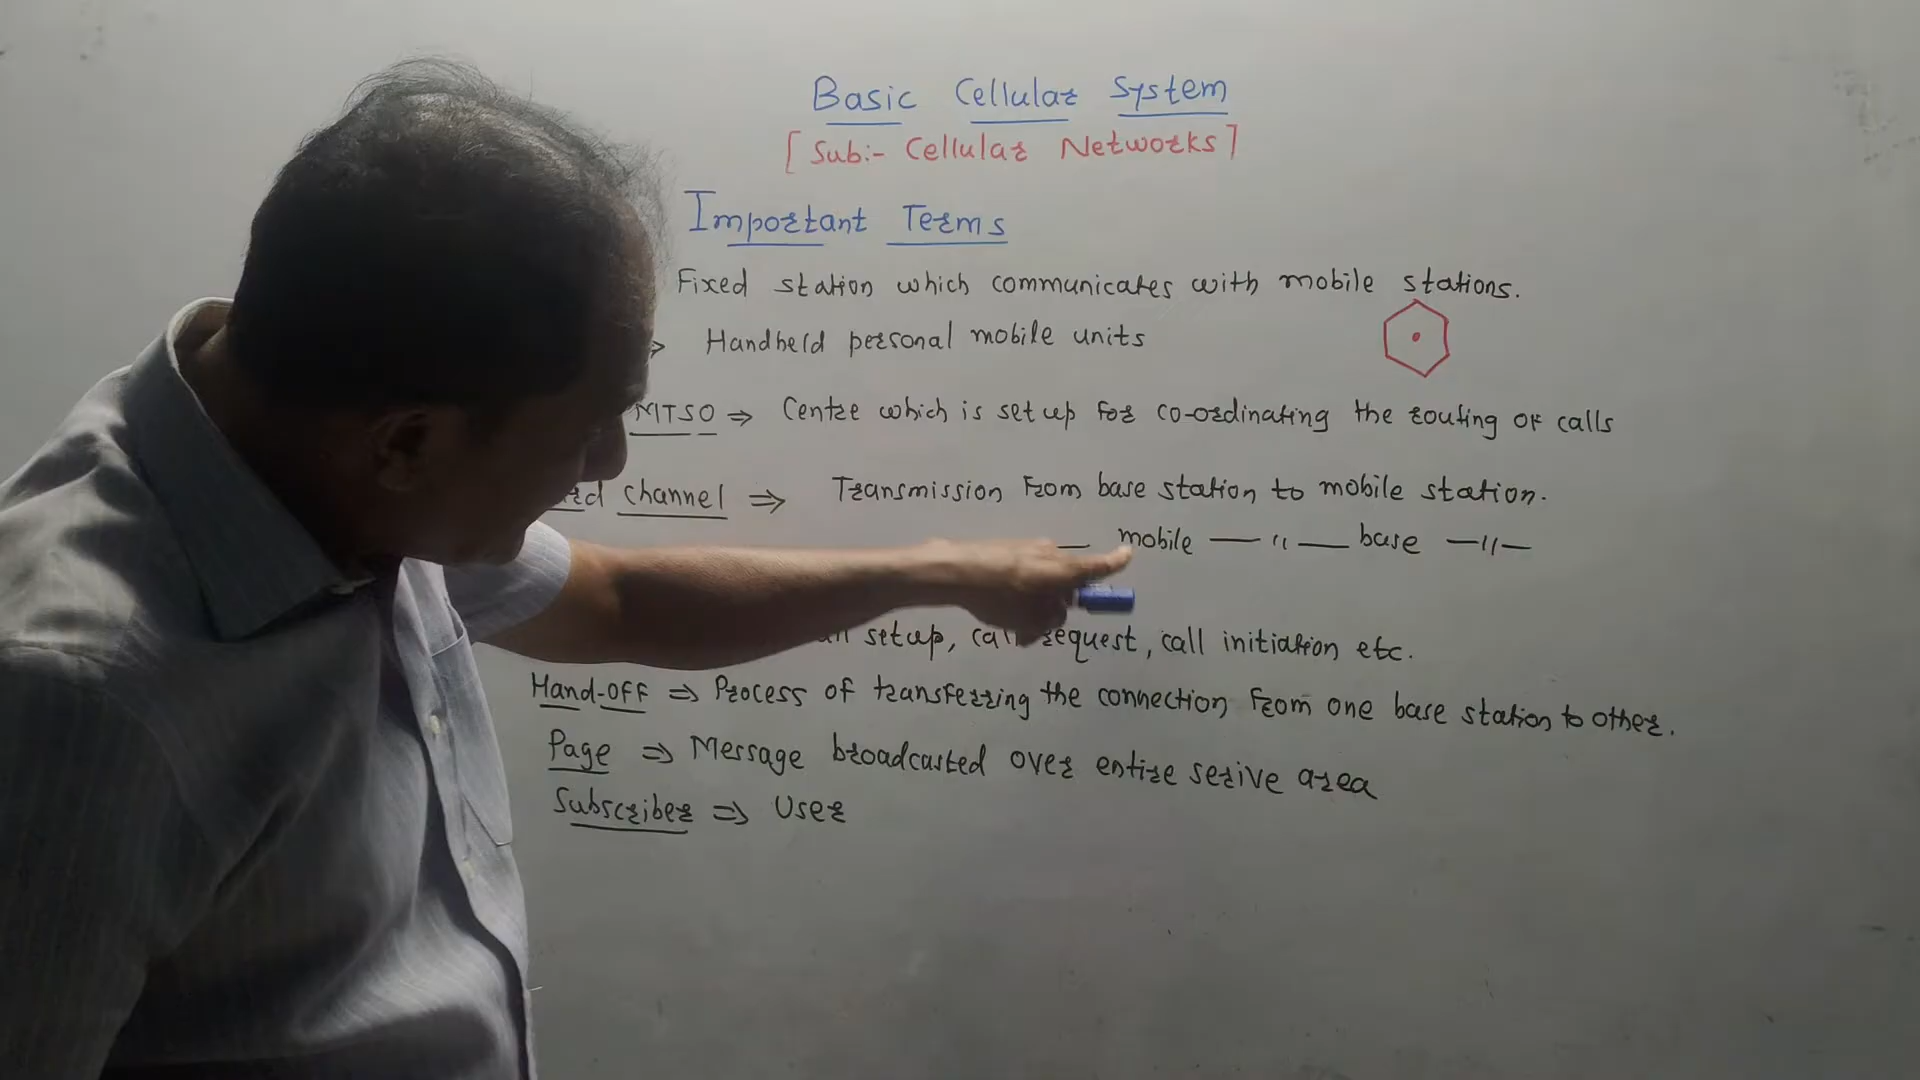 Basic Cellular System
[Sub:- Cellular Networks]
Important Terms
Fixed station which communicates with mobile stations.
⇒ Handheld personal mobile units
MTSO ⇒ Centre which is set up for co-ordinating the routing of calls
channel ⇒ Transmission from base station to mobile station.
— mobile — " — base — " —
setup, call request, call initiation etc.
Hand-off ⇒ Process of transferring the connection from one base station to other.
Page ⇒ Message broadcasted over entire serive area
Subscriber ⇒ User